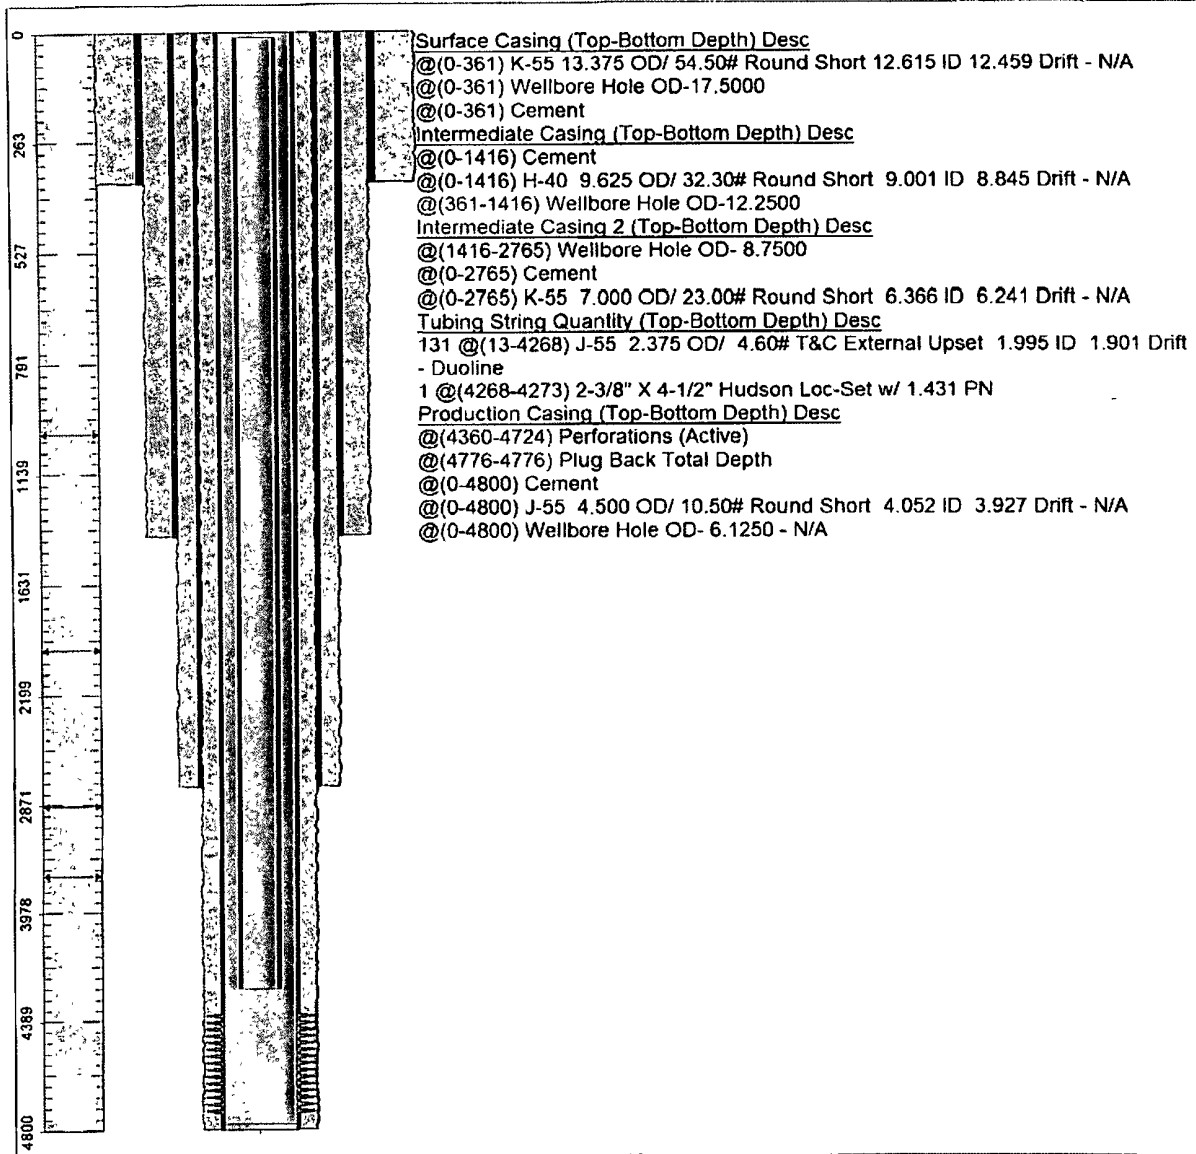 Surface Casing (Top-Bottom Depth) Desc
@(0-361) K-55 13.375 OD/ 54.50# Round Short 12.615 ID 12.459 Drift - N/A
@(0-361) Wellbore Hole OD-17.5000
@(0-361) Cement
Intermediate Casing (Top-Bottom Depth) Desc
@(0-1416) Cement
@(0-1416) H-40 9.625 OD/ 32.30# Round Short 9.001 ID 8.845 Drift - N/A
@(361-1416) Wellbore Hole OD-12.2500
Intermediate Casing 2 (Top-Bottom Depth) Desc
@(1416-2765) Wellbore Hole OD- 8.7500
@(0-2765) Cement
@(0-2765) K-55 7.000 OD/ 23.00# Round Short 6.366 ID 6.241 Drift - N/A
Tubing String Quantity (Top-Bottom Depth) Desc
131 @(13-4268) J-55 2.375 OD/ 4.60# T&C External Upset 1.995 ID 1.901 Drift
- Duoline
1 @(4268-4273) 2-3/8" X 4-1/2" Hudson Loc-Set w/ 1.431 PN
Production Casing (Top-Bottom Depth) Desc
@(4360-4724) Perforations (Active)
@(4776-4776) Plug Back Total Depth
@(0-4800) Cement
@(0-4800) J-55 4.500 OD/ 10.50# Round Short 4.052 ID 3.927 Drift - N/A
@(0-4800) Wellbore Hole OD- 6.1250 - N/A
0
263
527
791
1139
1631
2199
2871
3978
4389
4800